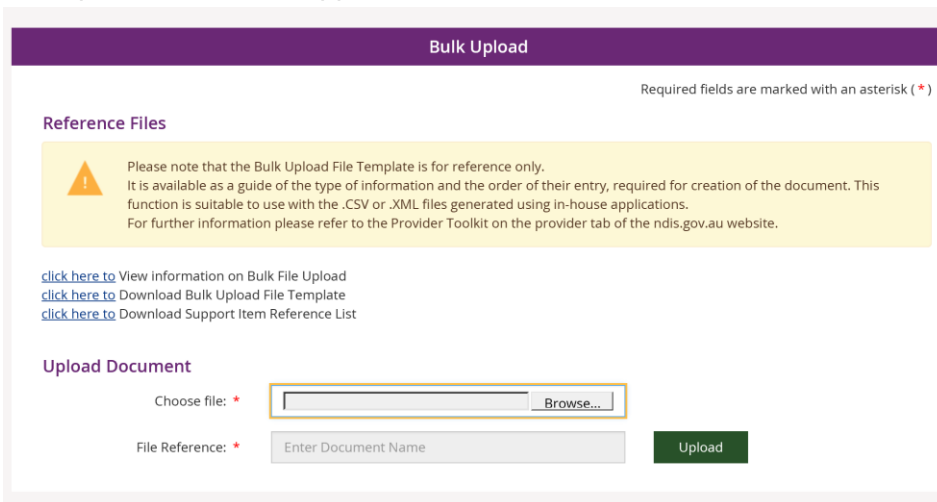 Bulk Upload
Required fields are marked with an asterisk ( * )
Reference Files
Please note that the Bulk Upload File Template is for reference only.
It is available as a guide of the type of information and the order of their entry, required for creation of the document. This
function is suitable to use with the .CSV or .XML files generated using in-house applications.
For further information please refer to the Provider Toolkit on the provider tab of the ndis.gov.au website.
click here to View information on Bulk File Upload
click here to Download Bulk Upload File Template
click here to Download Support Item Reference List
Upload Document
Choose file: * Browse...
File Reference: * Enter Document Name Upload